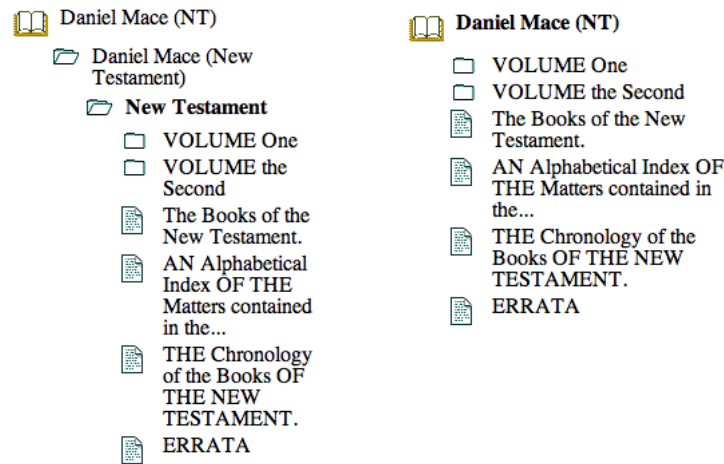 Daniel Mace (NT)
Daniel Mace (New
Testament)
New Testament
VOLUME One
VOLUME the
Second
The Books of the
New Testament.
AN Alphabetical
Index OF THE
Matters contained
in the...
THE Chronology
of the Books OF
THE NEW
TESTAMENT.
ERRATA
Daniel Mace (NT)
VOLUME One
VOLUME the Second
The Books of the New
Testament.
AN Alphabetical Index OF
THE Matters contained in
the...
THE Chronology of the
Books OF THE NEW
TESTAMENT.
ERRATA